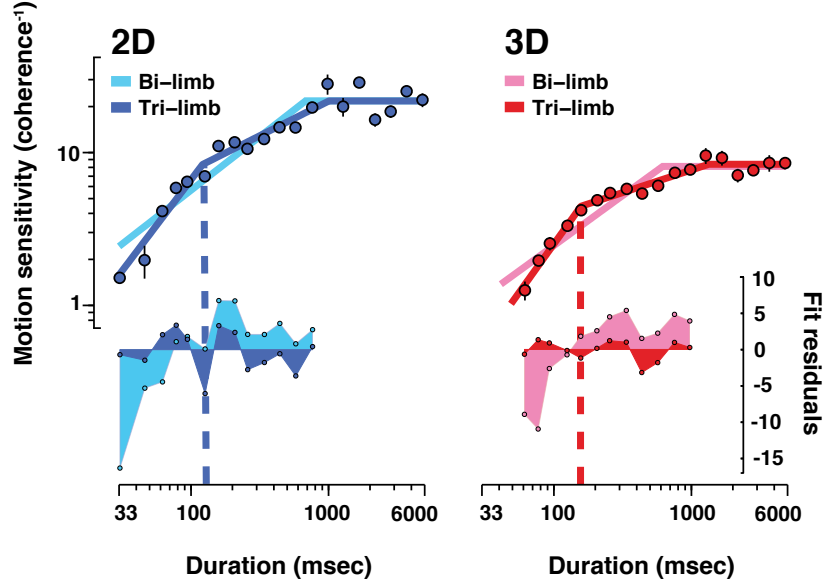 2D
Bi-limb
Tri-limb
Motion sensitivity (coherence⁻¹)
10
1
33
100
1000
6000
Duration (msec)
3D
Bi-limb
Tri-limb
10
5
0
-5
-10
-15
Fit residuals
33
100
1000
6000
Duration (msec)